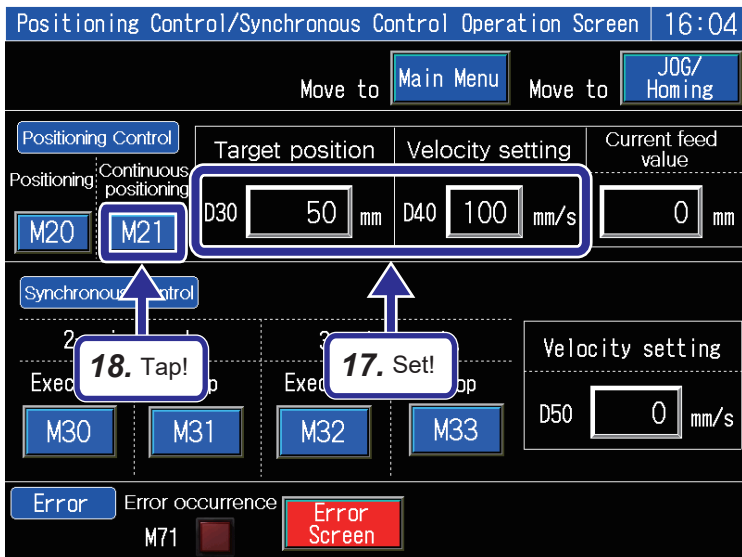 Positioning Control/Synchronous Control Operation Screen 16:04
Move to Main Menu Move to JOG/
Homing
Positioning Control
Target position Velocity setting Current feed
value
Positioning Continuous
positioning
D30 50 mm D40 100 mm/s 0 mm
M20 M21
Synchronous Control
18. Tap! 17. Set!
Velocity setting
M30 M31 M32 M33
D50 0 mm/s
Error Error occurrence
M71
Error
Screen